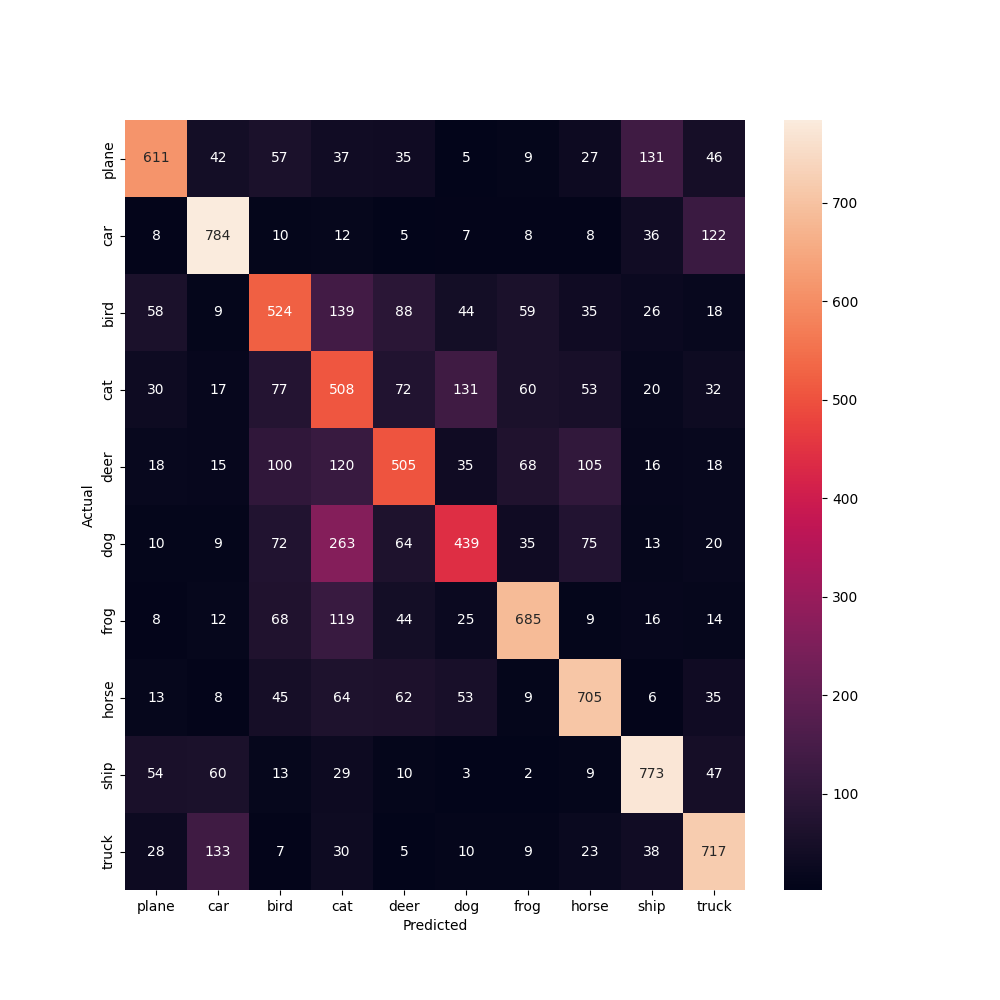 plane 611 42 57 37 35 5 9 27 131 46
car 8 784 10 12 5 7 8 8 36 122
bird 58 9 524 139 88 44 59 35 26 18
cat 30 17 77 508 72 131 60 53 20 32
deer 18 15 100 120 505 35 68 105 16 18
dog 10 9 72 263 64 439 35 75 13 20
frog 8 12 68 119 44 25 685 9 16 14
horse 13 8 45 64 62 53 9 705 6 35
ship 54 60 13 29 10 3 2 9 773 47
truck 28 133 7 30 5 10 9 23 38 717
plane car bird cat deer dog frog horse ship truck
Predicted
Actual
700
600
500
400
300
200
100